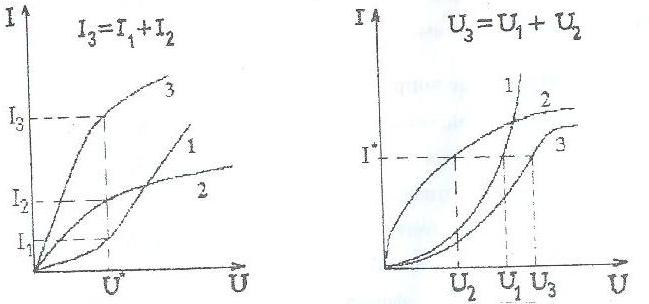 I
I₃=I₁+I₂
3
I₃
1
I₂
2
I₁
U*
U
I
U₃=U₁+U₂
1
2
3
I*
U₂
U₁
U₃
U